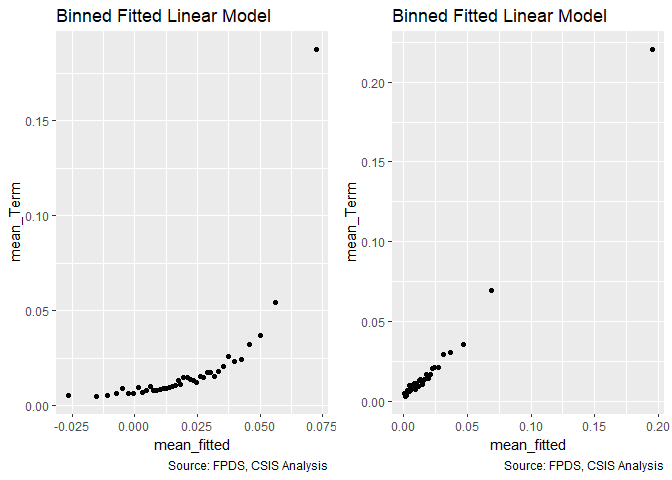 Binned Fitted Linear Model
mean_Term
0.15
0.10
0.05
0.00
-0.025
0.000
0.025
0.050
0.075
mean_fitted
Source: FPDS, CSIS Analysis
Binned Fitted Linear Model
mean_Term
0.20
0.15
0.10
0.05
0.00
0.00
0.05
0.10
0.15
0.20
mean_fitted
Source: FPDS, CSIS Analysis